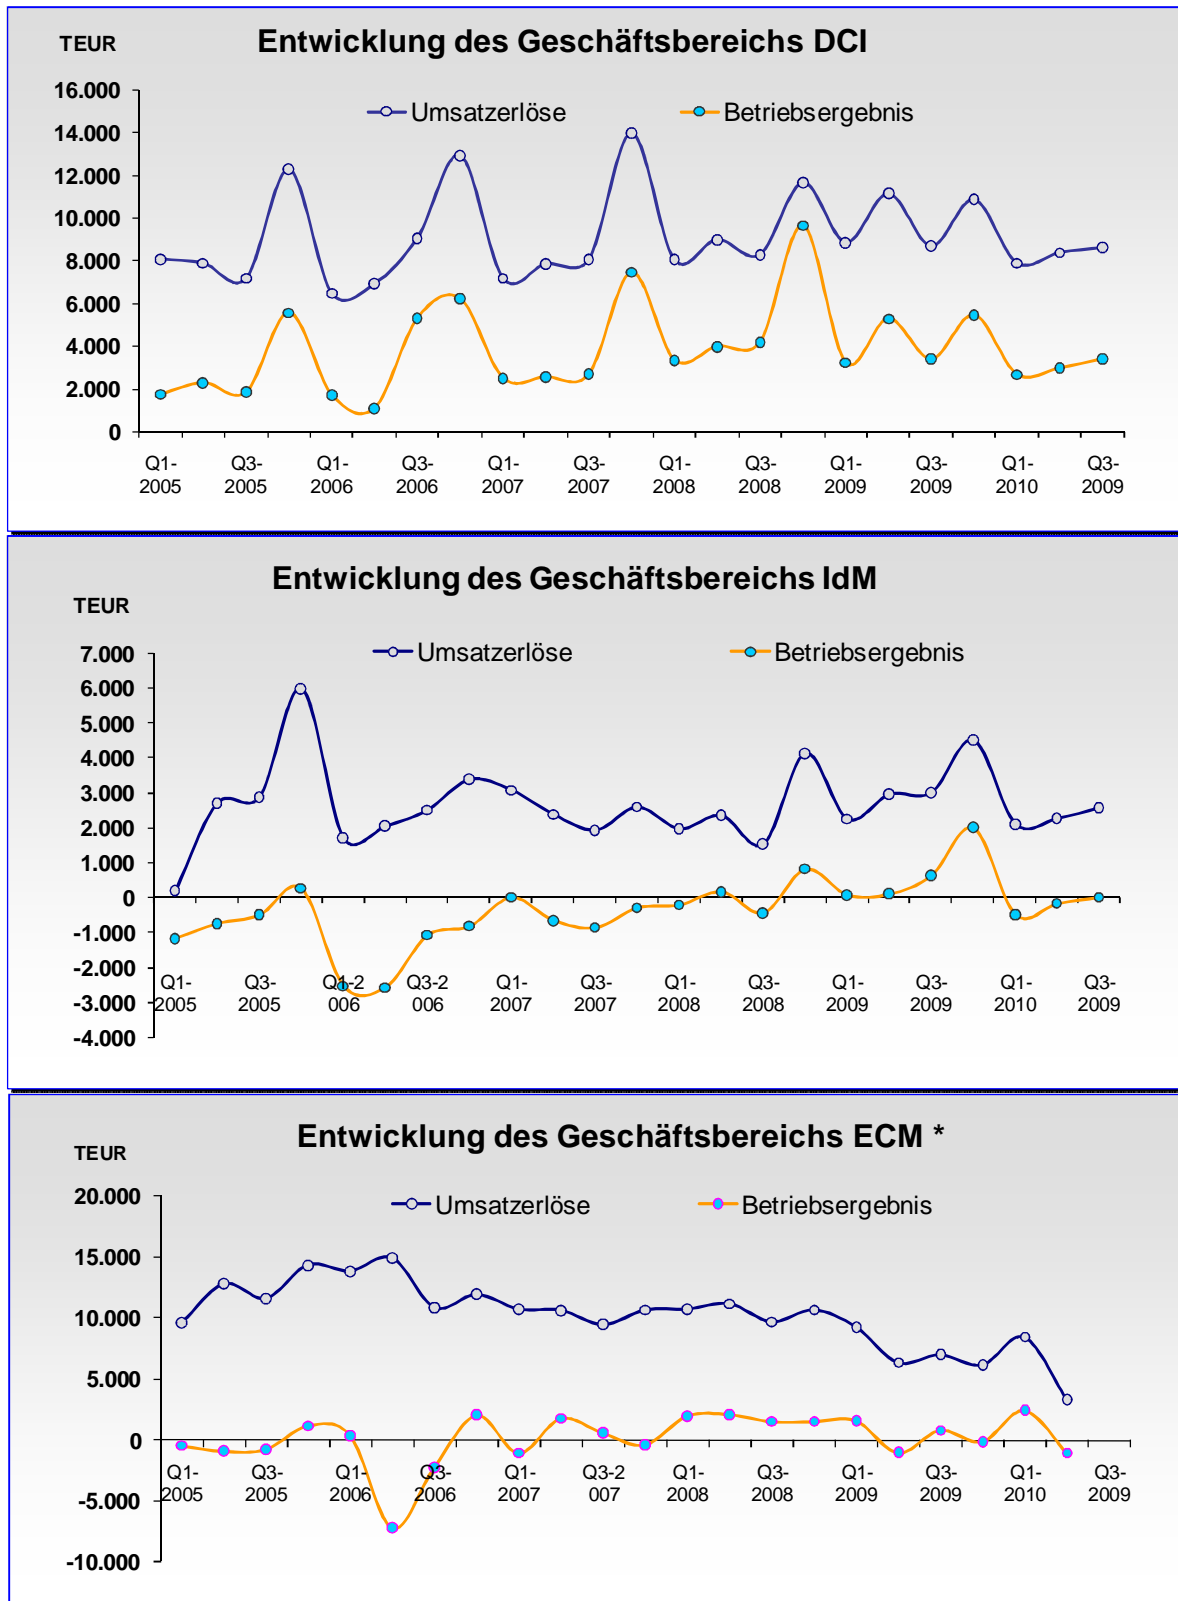 TEUR
Entwicklung des Geschäftsbereichs DCI
Umsatzerlöse Betriebsergebnis
16.000
14.000
12.000
10.000
8.000
6.000
4.000
2.000
0
Q1- Q3- Q1- Q3- Q1- Q3- Q1- Q3- Q1- Q3- Q1- Q3-
2005 2005 2006 2006 2007 2007 2008 2008 2009 2009 2010 2009
Entwicklung des Geschäftsbereichs IdM
TEUR
Umsatzerlöse Betriebsergebnis
7.000
6.000
5.000
4.000
3.000
2.000
1.000
0
-1.000
-2.000
-3.000
-4.000
Q1- Q3- Q1-2 Q3-2 Q1- Q3- Q1- Q3- Q1- Q3- Q1- Q3-
2005 2005 006 006 2007 2007 2008 2008 2009 2009 2010 2009
Entwicklung des Geschäftsbereichs ECM *
TEUR
Umsatzerlöse Betriebsergebnis
20.000
15.000
10.000
5.000
0
-5.000
-10.000
Q1- Q3- Q1- Q3- Q1- Q3-2 Q1- Q3- Q1- Q3- Q1- Q3-
2005 2005 2006 2006 2007 007 2008 2008 2009 2009 2010 2009